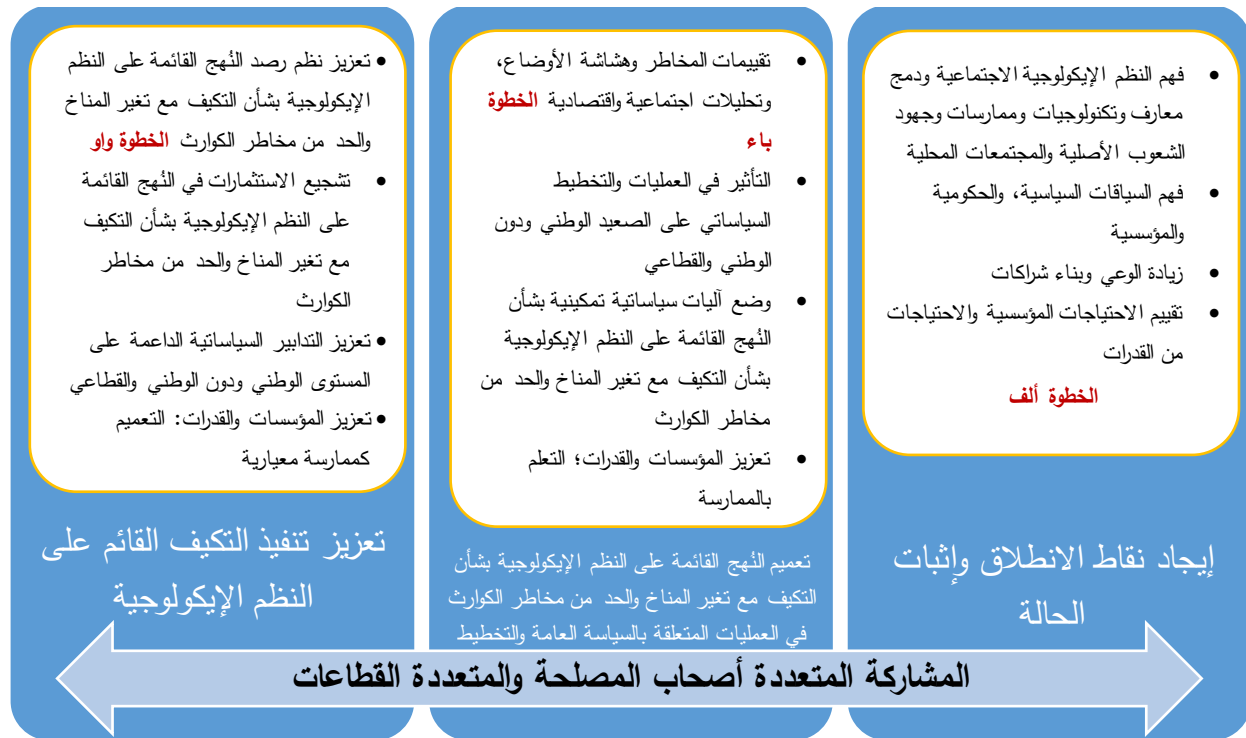 فهم النظم الإيكولوجية الاجتماعية ودمج
معارف وتكنولوجيات وممارسات وجهود
الشعوب الأصلية والمجتمعات المحلية
فهم السياقات السياسية، والحكومية
والمؤسسية
زيادة الوعي وبناء شراكات
تقييم الاحتياجات المؤسسية والاحتياجات
من القدرات
الخطوة ألف
إيجاد نقاط الانطلاق وإثبات
الحالة
تقييمات المخاطر وهشاشة الأوضاع،
وتحليلات اجتماعية واقتصادية الخطوة
باء
التأثير في العمليات والتخطيط
السياساتي على الصعيد الوطني ودون
الوطني والقطاعي
وضع آليات سياساتية تمكينية بشأن
النُهج القائمة على النظم الإيكولوجية
بشأن التكيف مع تغير المناخ والحد من
مخاطر الكوارث
تعزيز المؤسسات والقدرات؛ التعلم
بالممارسة
تعميم النُهج القائمة على النظم الإيكولوجية بشأن
التكيف مع تغير المناخ والحد من مخاطر الكوارث
في العمليات المتعلقة بالسياسة العامة والتخطيط
تعزيز نظم رصد النُهج القائمة على النظم
الإيكولوجية بشأن التكيف مع تغير المناخ
والحد من مخاطر الكوارث الخطوة واو
تشجيع الاستثمارات في النُهج القائمة
على النظم الإيكولوجية بشأن التكيف
مع تغير المناخ والحد من مخاطر
الكوارث
تعزيز التدابير السياساتية الداعمة على
المستوى الوطني ودون الوطني والقطاعي
تعزيز المؤسسات والقدرات: التعميم
كممارسة معيارية
تعزيز تنفيذ التكيف القائم على
النظم الإيكولوجية
المشاركة المتعددة أصحاب المصلحة والمتعددة القطاعات